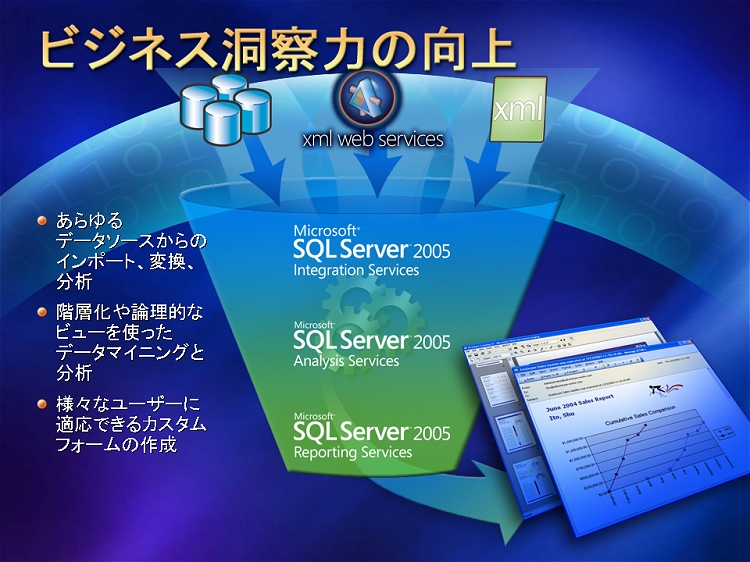 ビジネス洞察力の向上
xml web services
xml
あらゆる
データソースからの
インポート、変換、
分析
階層化や論理的な
ビューを使った
データマイニングと
分析
様々なユーザーに
適応できるカスタム
フォームの作成
Microsoft®
SQL Server™ 2005
Integration Services
Microsoft®
SQL Server™ 2005
Analysis Services
Microsoft®
SQL Server™ 2005
Reporting Services
June 2004 Sales Report
Ito, Shu
Cumulative Sales Comparison